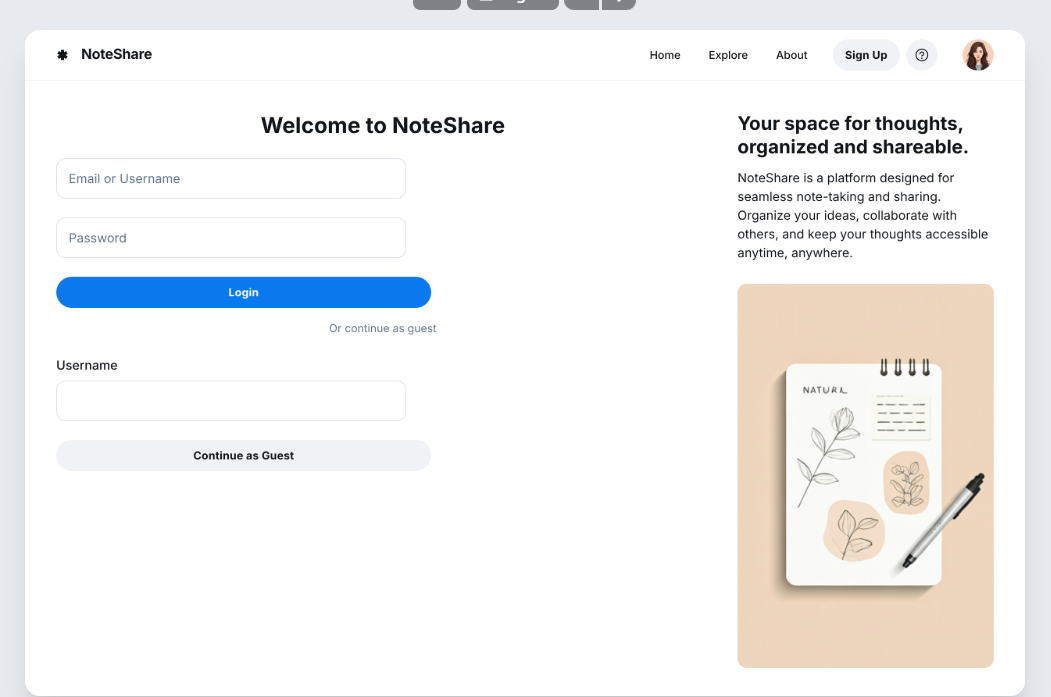 NoteShare
Home
Explore
About
Sign Up
Welcome to NoteShare
Email or Username
Password
Login
Or continue as guest
Username
Continue as Guest
Your space for thoughts,
organized and shareable.
NoteShare is a platform designed for
seamless note-taking and sharing.
Organize your ideas, collaborate with
others, and keep your thoughts accessible
anytime, anywhere.